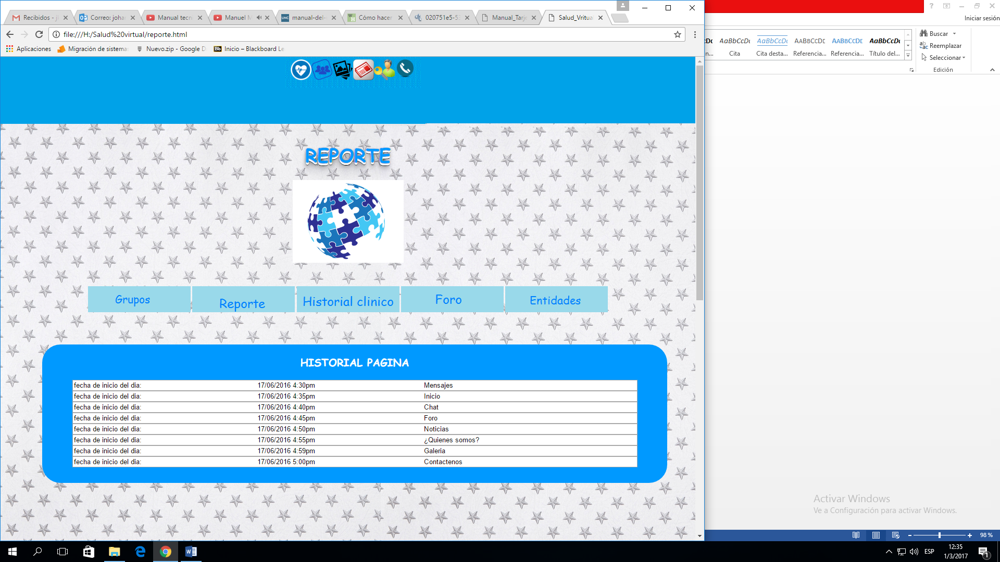 Recibidos - j
Correo: joha
Manual tecn
Manuel M
manual-del-
Cómo hacer
020751e5-53
Manual_Tarje
Salud_Vritua
file:///H:/Salud%20virtual/reporte.html
Aplicaciones
Migración de sistema
Nuevo.zip - Google D
Inicio – Blackboard Le
Iniciar sesión
AaBbCcDc
AaBbCcDc
AaBbCcDc
AaBbCcDc
AaBbCcDc
n...
Cita
Cita desta...
Referencia...
Referencia...
Título del...
Buscar
Reemplazar
Seleccionar
Edición
REPORTE
Grupos
Reporte
Historial clinico
Foro
Entidades
HISTORIAL PAGINA
fecha de inicio del dia: 17/06/2016 4:30pm Mensajes
fecha de inicio del dia: 17/06/2016 4:35pm Inicio
fecha de inicio del dia: 17/06/2016 4:40pm Chat
fecha de inicio del dia: 17/06/2016 4:45pm Foro
fecha de inicio del dia: 17/06/2016 4:50pm Noticias
fecha de inicio del dia: 17/06/2016 4:55pm ¿Quienes somos?
fecha de inicio del dia: 17/06/2016 4:59pm Galeria
fecha de inicio del dia: 17/06/2016 5:00pm Contactenos
Activar Windows
Ve a Configuración para activar Windows.
98 %
ESP
12:35
1/3/2017
1